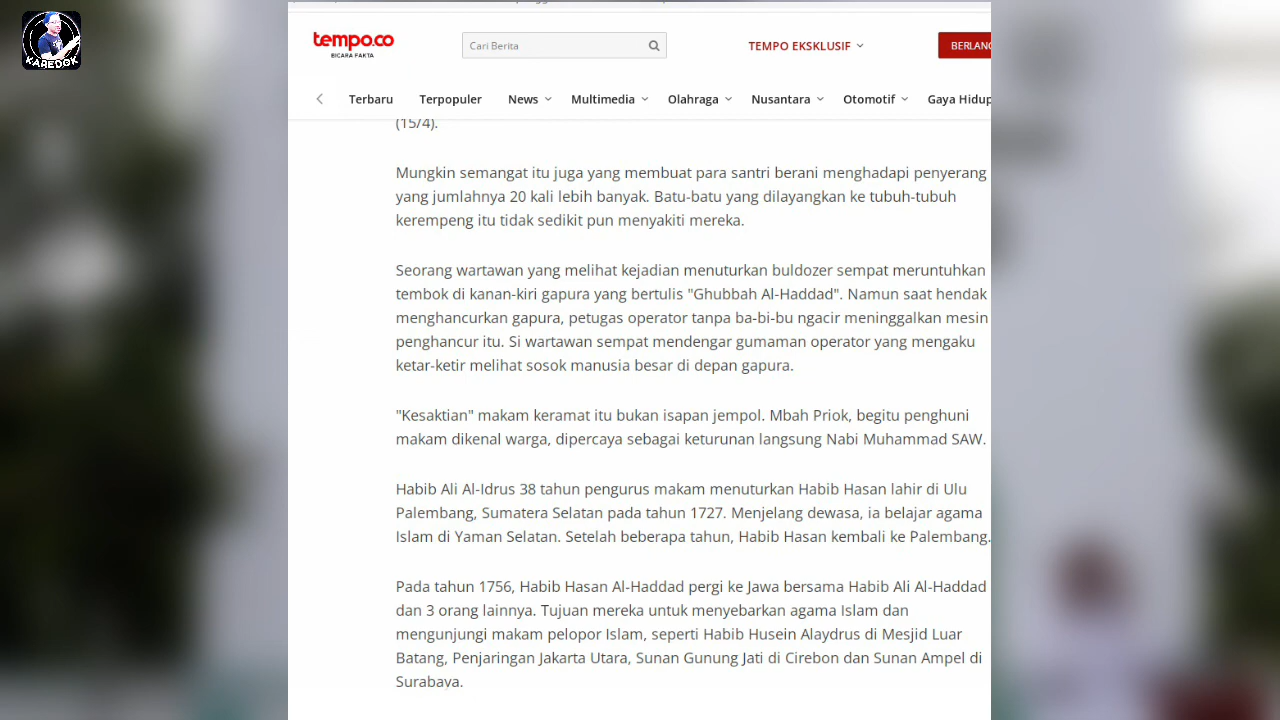 KAREDOK
tempo.co
BICARA FAKTA
Cari Berita
TEMPO EKSKLUSIF
Terbaru
Terpopuler
News
Multimedia
Olahraga
Nusantara
Otomotif
Gaya Hidup
(15/4).
Mungkin semangat itu juga yang membuat para santri berani menghadapi penyerang
yang jumlahnya 20 kali lebih banyak. Batu-batu yang dilayangkan ke tubuh-tubuh
kerempeng itu tidak sedikit pun menyakiti mereka.
Seorang wartawan yang melihat kejadian menuturkan buldozer sempat meruntuhkan
tembok di kanan-kiri gapura yang bertulis "Ghubbah Al-Haddad". Namun saat hendak
menghancurkan gapura, petugas operator tanpa ba-bi-bu ngacir meninggalkan mesin
penghancur itu. Si wartawan sempat mendengar gumaman operator yang mengaku
ketar-ketir melihat sosok manusia besar di depan gapura.
"Kesaktian" makam keramat itu bukan isapan jempol. Mbah Priok, begitu penghuni
makam dikenal warga, dipercaya sebagai keturunan langsung Nabi Muhammad SAW.
Habib Ali Al-Idrus 38 tahun pengurus makam menuturkan Habib Hasan lahir di Ulu
Palembang, Sumatera Selatan pada tahun 1727. Menjelang dewasa, ia belajar agama
Islam di Yaman Selatan. Setelah beberapa tahun, Habib Hasan kembali ke Palembang.
Pada tahun 1756, Habib Hasan Al-Haddad pergi ke Jawa bersama Habib Ali Al-Haddad
dan 3 orang lainnya. Tujuan mereka untuk menyebarkan agama Islam dan
mengunjungi makam pelopor Islam, seperti Habib Husein Alaydrus di Mesjid Luar
Batang, Penjaringan Jakarta Utara, Sunan Gunung Jati di Cirebon dan Sunan Ampel di
Surabaya.